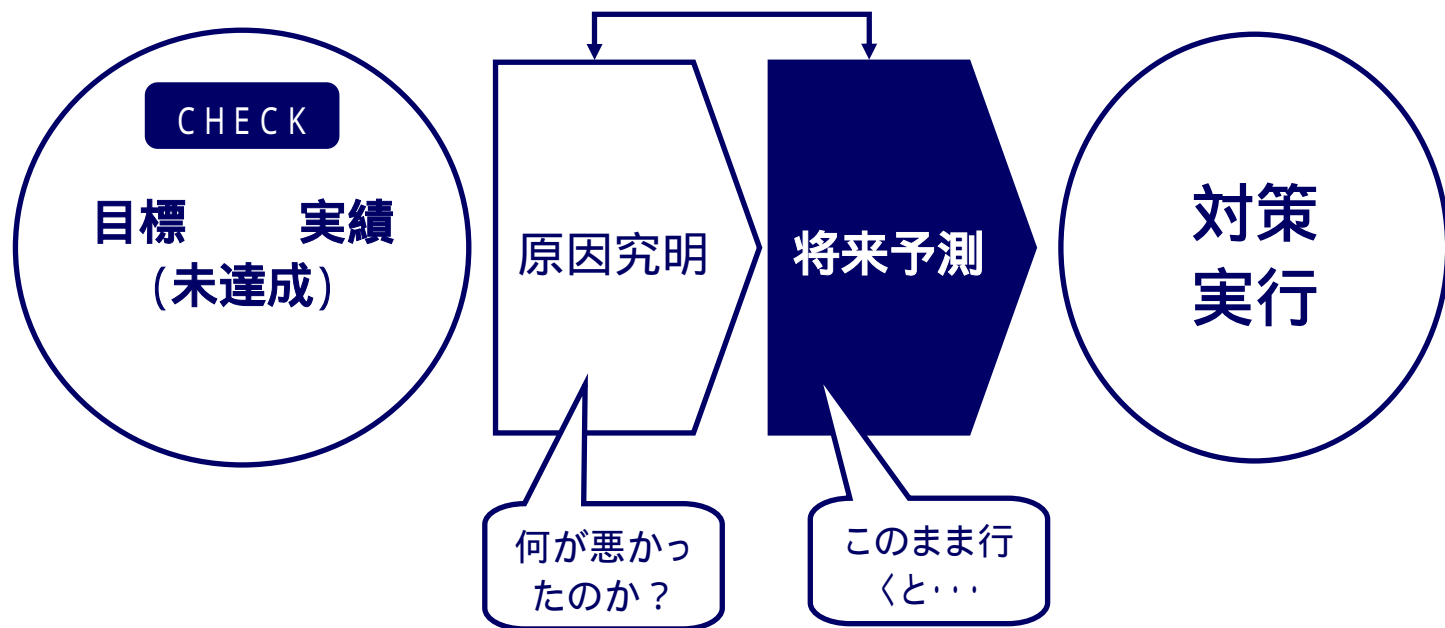 CHECK
目標 実績
(未達成)
原因究明
将来予測
対策
実行
何が悪かっ
たのか？
このまま行
くと･･･